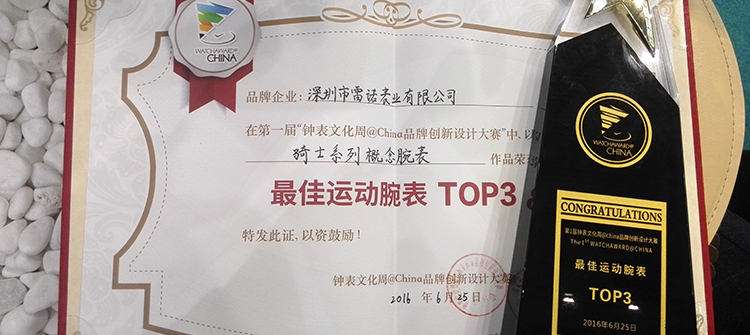 WATCHAWARD@
CHINA
品牌企业：深圳市雷诺表业有限公司
在第一届“钟表文化周@China品牌创新设计大赛”中，以
骑士系列概念腕表 作品荣
最佳运动腕表 TOP3
特发此证，以资鼓励！
钟表文化周@China品牌创新设计大赛
2016 年 6 月 25 日
WATCHAWARD@
CHINA
CONGRATULATIONS
第1届钟表文化周@china品牌创新设计大赛
The 1ST WATCHAWARD@CHINA
最佳运动腕表
TOP3
2016年6月25日